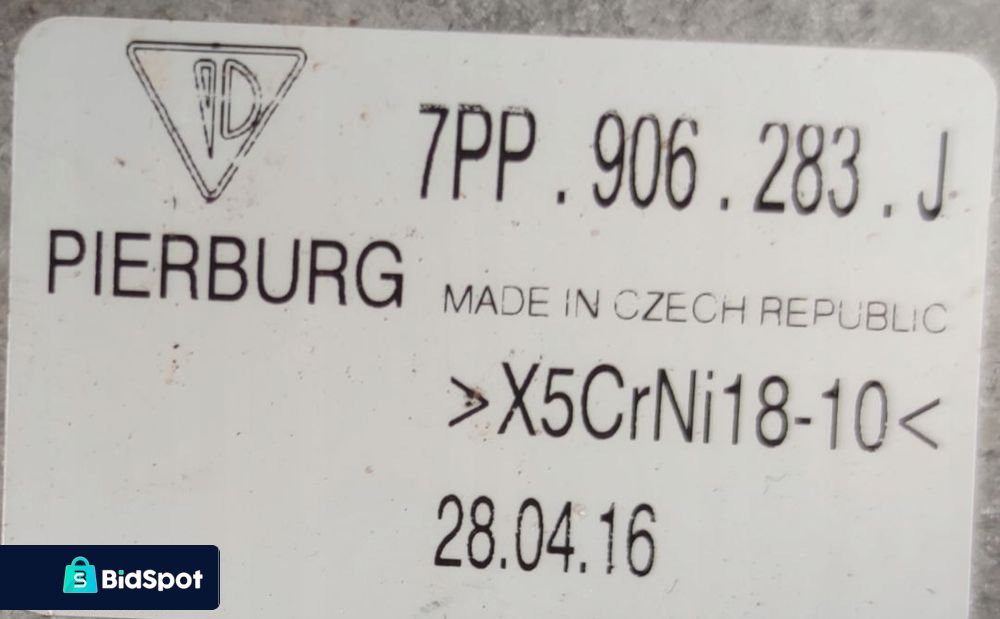 7PP.906.283.J
PIERBURG
MADE IN CZECH REPUBLIC
>X5CrNi18-10<
28.04.16
BidSpot